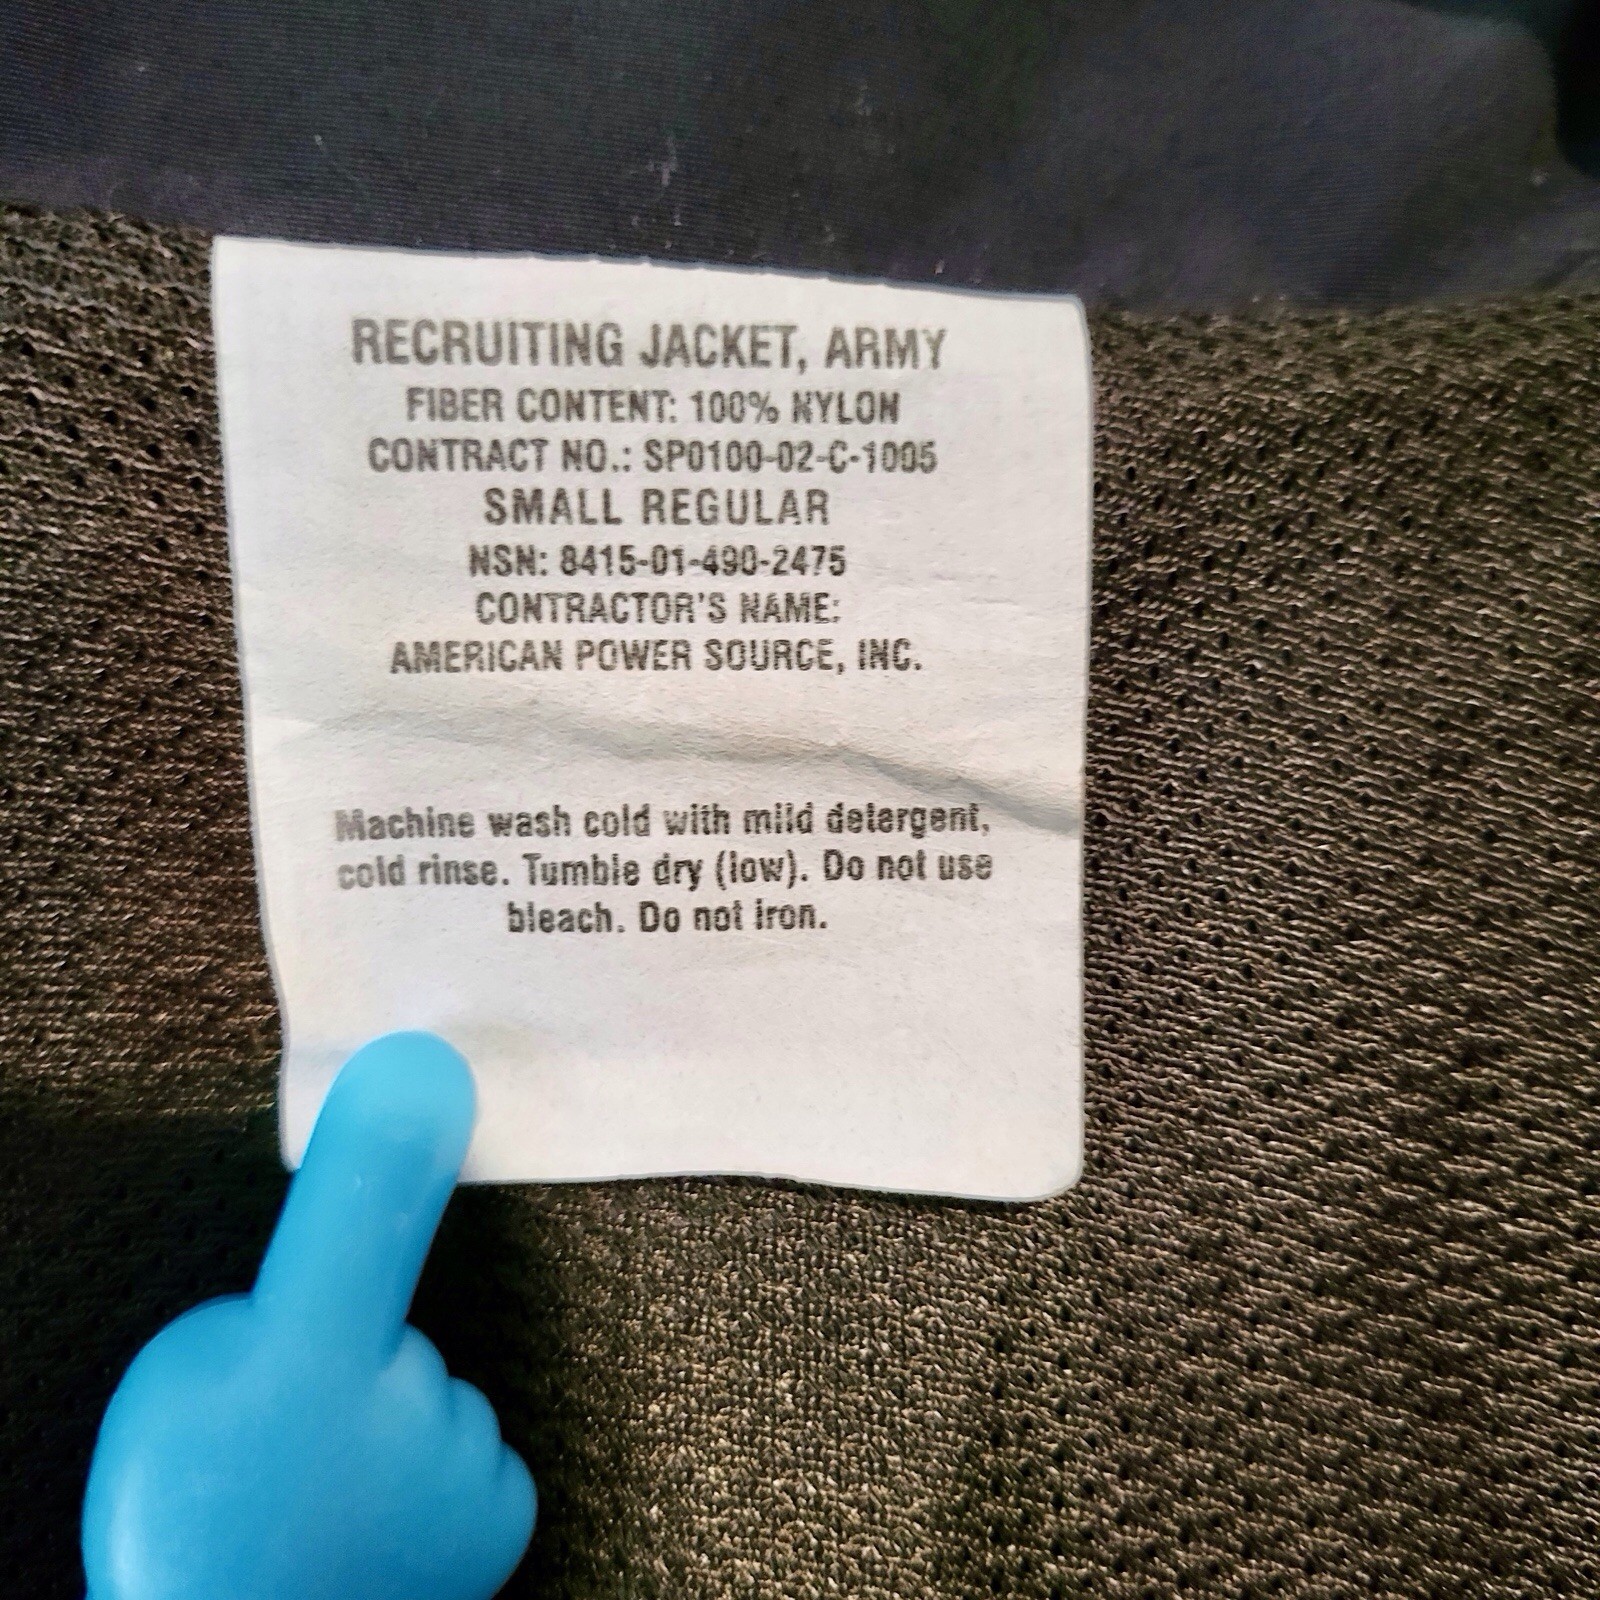 RECRUITING JACKET, ARMY
FIBER CONTENT: 100% NYLON
CONTRACT NO.: SP0100-02-C-1005
SMALL REGULAR
NSN: 8415-01-490-2475
CONTRACTOR'S NAME:
AMERICAN POWER SOURCE, INC.
Machine wash cold with mild detergent,
cold rinse. Tumble dry (low). Do not use
bleach. Do not iron.